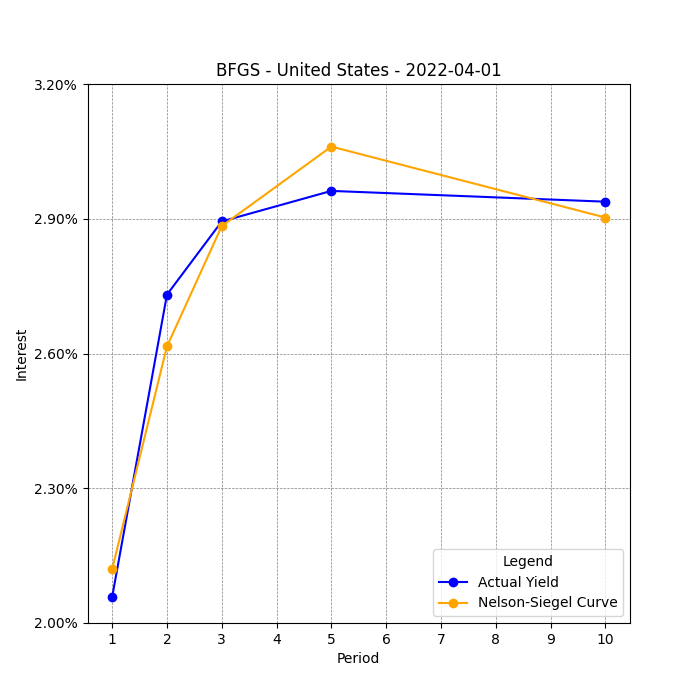 BFGS - United States - 2022-04-01
3.20%
2.90%
2.60%
2.30%
2.00%
Interest
1 2 3 4 5 6 7 8 9 10
Period
Legend
Actual Yield
Nelson-Siegel Curve